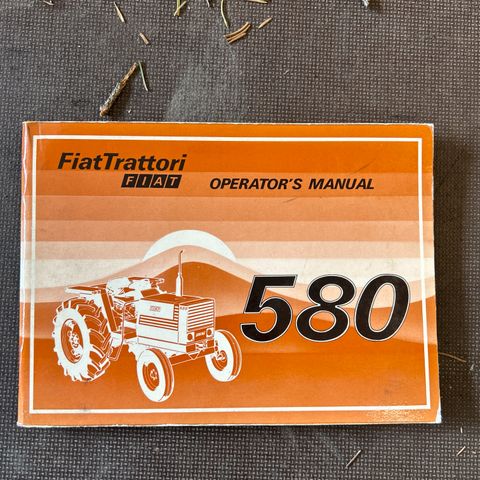 FiatTrattori
FIAT OPERATOR'S MANUAL
580